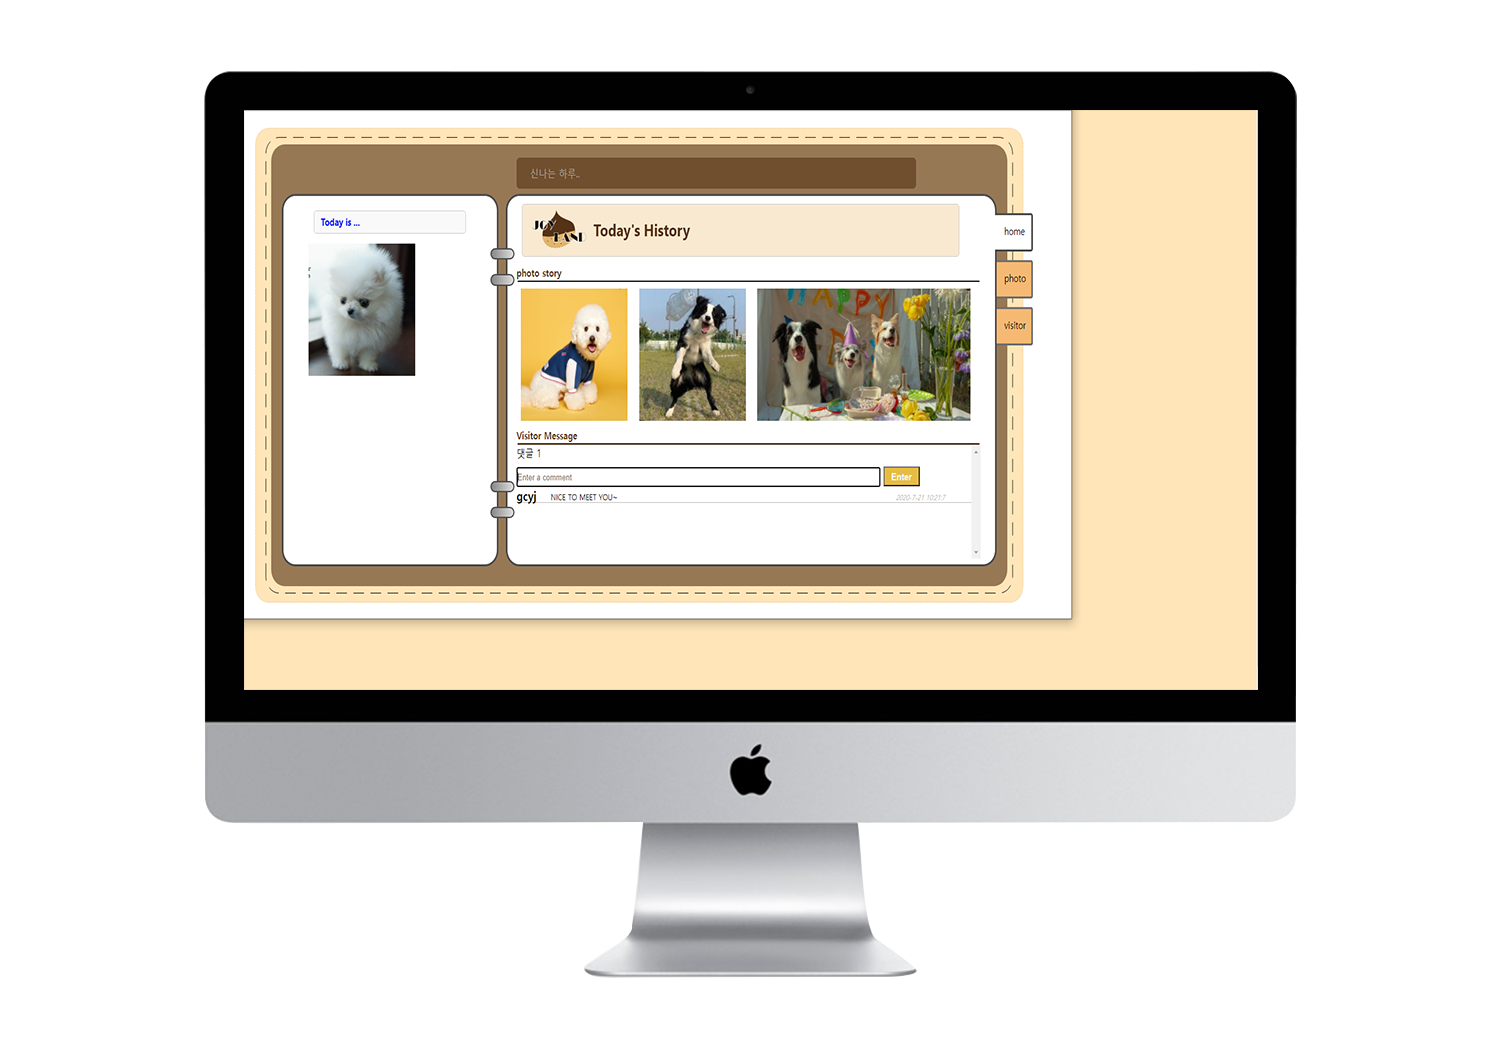 신나는 하루..
Today is ...
JOY
LAND
Today's History
home
photo
visitor
photo story
HAPPY
Visitor Message
댓글 1
Enter a comment
Enter
gcyj NICE TO MEET YOU~ 2020-7-21 10:21:7